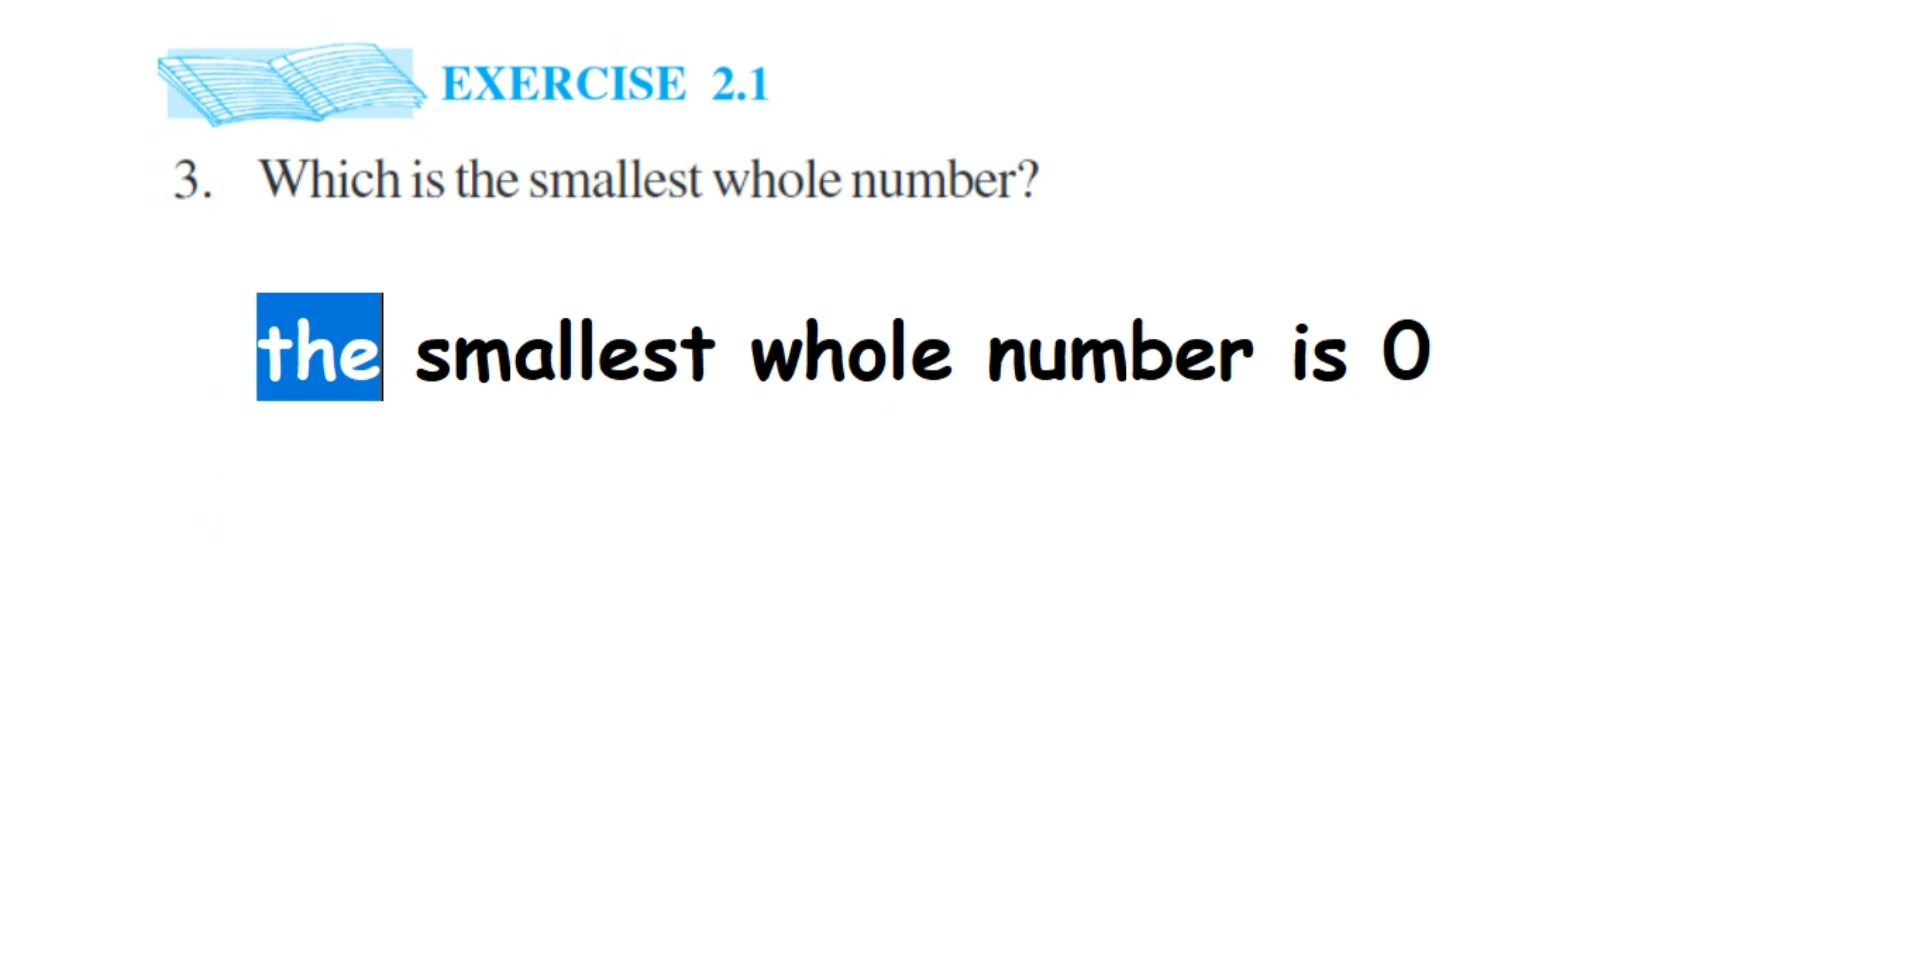 EXERCISE 2.1
3. Which is the smallest whole number?
the smallest whole number is 0